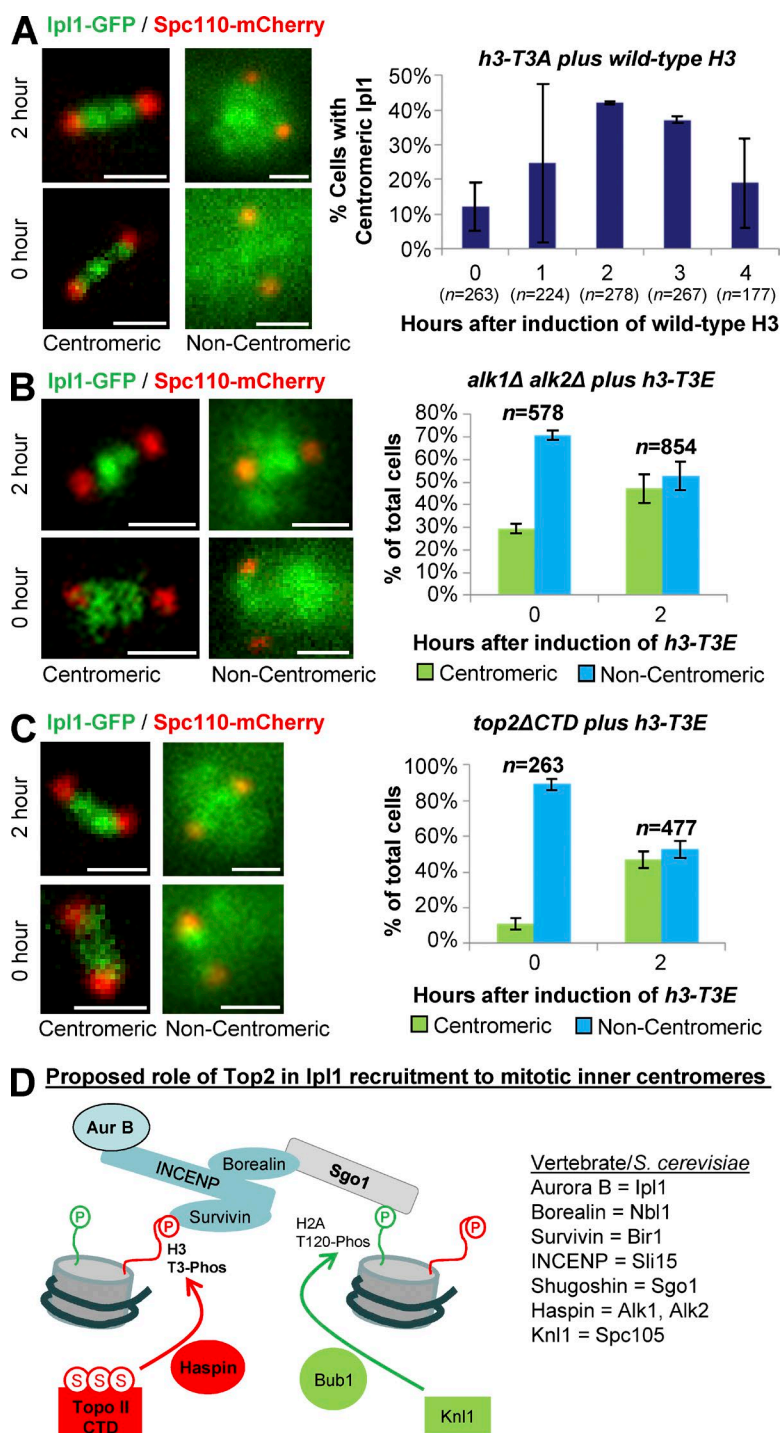 A Ipl1-GFP / Spc110-mCherry
2 hour
0 hour
Centromeric Non-Centromeric
h3-T3A plus wild-type H3
% Cells with
Centromeric Ipl1
50%
40%
30%
20%
10%
0%
0 1 2 3 4
(n=263) (n=224) (n=278) (n=267) (n=177)
Hours after induction of wild-type H3
B Ipl1-GFP / Spc110-mCherry
2 hour
0 hour
Centromeric Non-Centromeric
alk1Δ alk2Δ plus h3-T3E
% of total cells
80%
70%
60%
50%
40%
30%
20%
10%
0%
n=578
n=854
0 2
Hours after induction of h3-T3E
Centromeric Non-Centromeric
C Ipl1-GFP / Spc110-mCherry
2 hour
0 hour
Centromeric Non-Centromeric
top2ΔCTD plus h3-T3E
% of total cells
100%
80%
60%
40%
20%
0%
n=263
n=477
0 2
Hours after induction of h3-T3E
Centromeric Non-Centromeric
D Proposed role of Top2 in Ipl1 recruitment to mitotic inner centromeres
Aur B
INCENP
Borealin
Sgo1
Survivin
P
P
H3
T3-Phos
H2A
T120-Phos
P
P
Haspin
S S S
Topo II
CTD
Bub1
Knl1
Vertebrate/S. cerevisiae
Aurora B = Ipl1
Borealin = Nbl1
Survivin = Bir1
INCENP = Sli15
Shugoshin = Sgo1
Haspin = Alk1, Alk2
Knl1 = Spc105